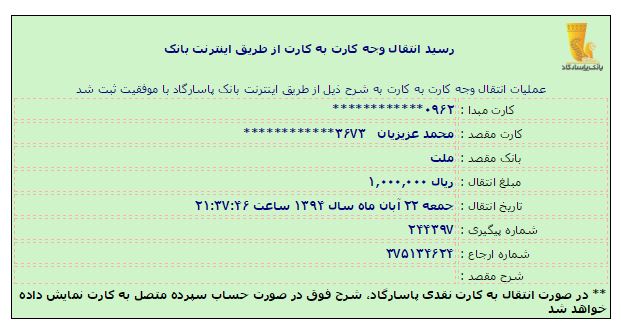 بانک پاسارگاد
رسید انتقال وجه کارت به کارت از طریق اینترنت بانک
عملیات انتقال وجه کارت به کارت به شرح ذیل از طریق اینترنت بانک پاسارگاد با موفقیت ثبت شد
کارت مبدا : ************۰۹۶۲
کارت مقصد : محمد عزیزیان ************۳۶۷۳
بانک مقصد : ملت
مبلغ انتقال : ۱,۰۰۰,۰۰۰ ریال
تاریخ انتقال : جمعه ۲۲ آبان ماه سال ۱۳۹۴ ساعت ۲۱:۳۷:۴۶
شماره پیگیری : ۲۴۴۳۹۷
شماره ارجاع : ۳۷۵۱۳۴۶۲۴
شرح مقصد :
** در صورت انتقال به کارت نقدی پاسارگاد، شرح فوق در صورت حساب سپرده متصل به کارت نمایش داده
خواهد شد